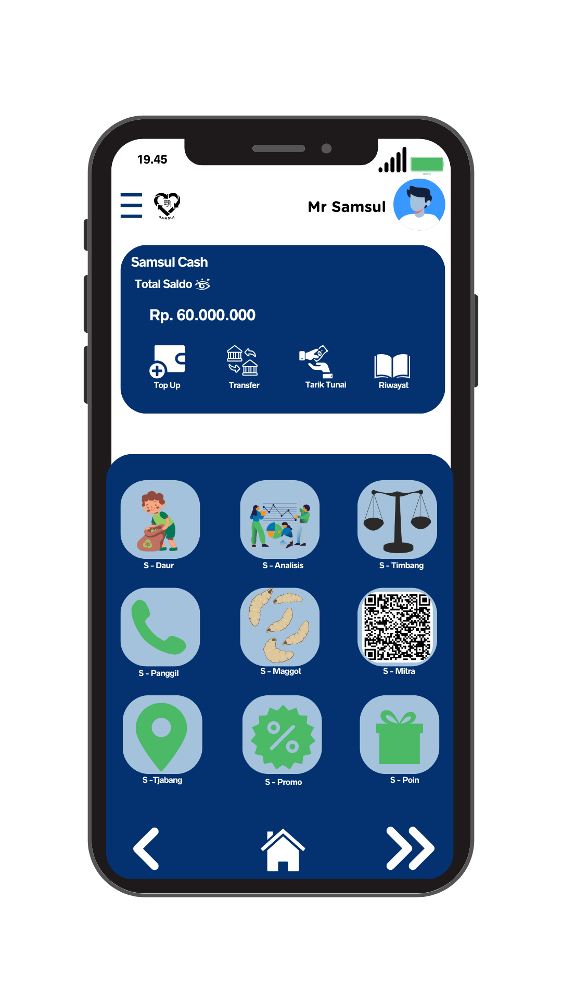 19.45
100%
SAMSUL
Mr Samsul
Samsul Cash
Total Saldo
Rp. 60.000.000
Top Up
Transfer
Tarik Tunai
Riwayat
S - Daur
S - Analisis
S - Timbang
S - Panggil
S - Maggot
S - Mitra
S -Tjabang
S - Promo
S - Poin